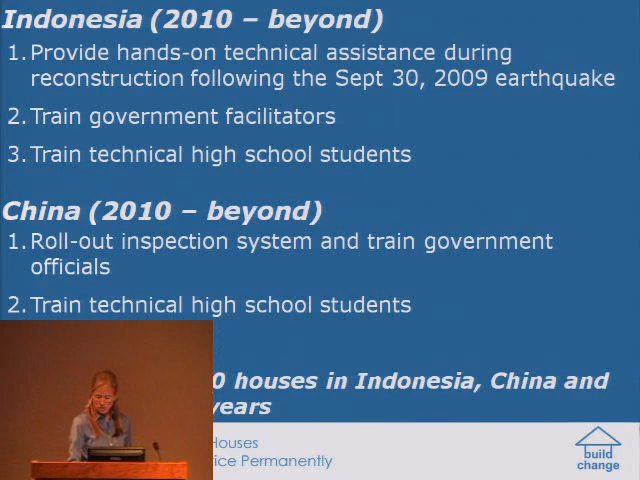 Indonesia (2010 – beyond)
1. Provide hands-on technical assistance during
reconstruction following the Sept 30, 2009 earthquake
2. Train government facilitators
3. Train technical high school students
China (2010 – beyond)
1. Roll-out inspection system and train government
officials
2. Train technical high school students
0 houses in Indonesia, China and
years
Houses
Permanently
build
change